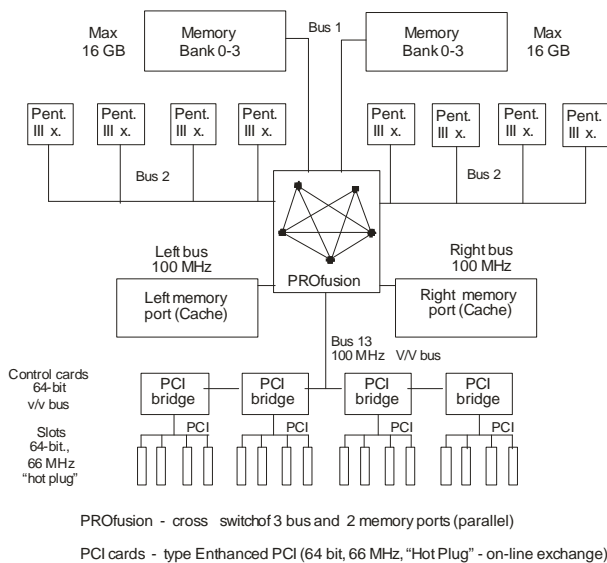 Max
16 GB
Memory
Bank 0-3
Bus 1
Memory
Bank 0-3
Max
16 GB
Pent.
III x.
Pent.
III x.
Pent.
III x.
Pent.
III x.
Pent.
III x.
Pent.
III x.
Pent.
III x.
Pent.
III x.
Bus 2
Bus 2
Left bus
100 MHz
PROfusion
Right bus
100 MHz
Left memory
port (Cache)
Right memory
port (Cache)
Bus 13
100 MHz V/V bus
Control cards
64-bit
v/v bus
PCI
bridge
PCI
bridge
PCI
bridge
PCI
bridge
Slots
64-bit.,
66 MHz
“hot plug”
PCI
PCI
PCI
PCI
PROfusion - cross switchof 3 bus and 2 memory ports (parallel)
PCI cards - type Enthanced PCI (64 bit, 66 MHz, “Hot Plug” - on-line exchange)